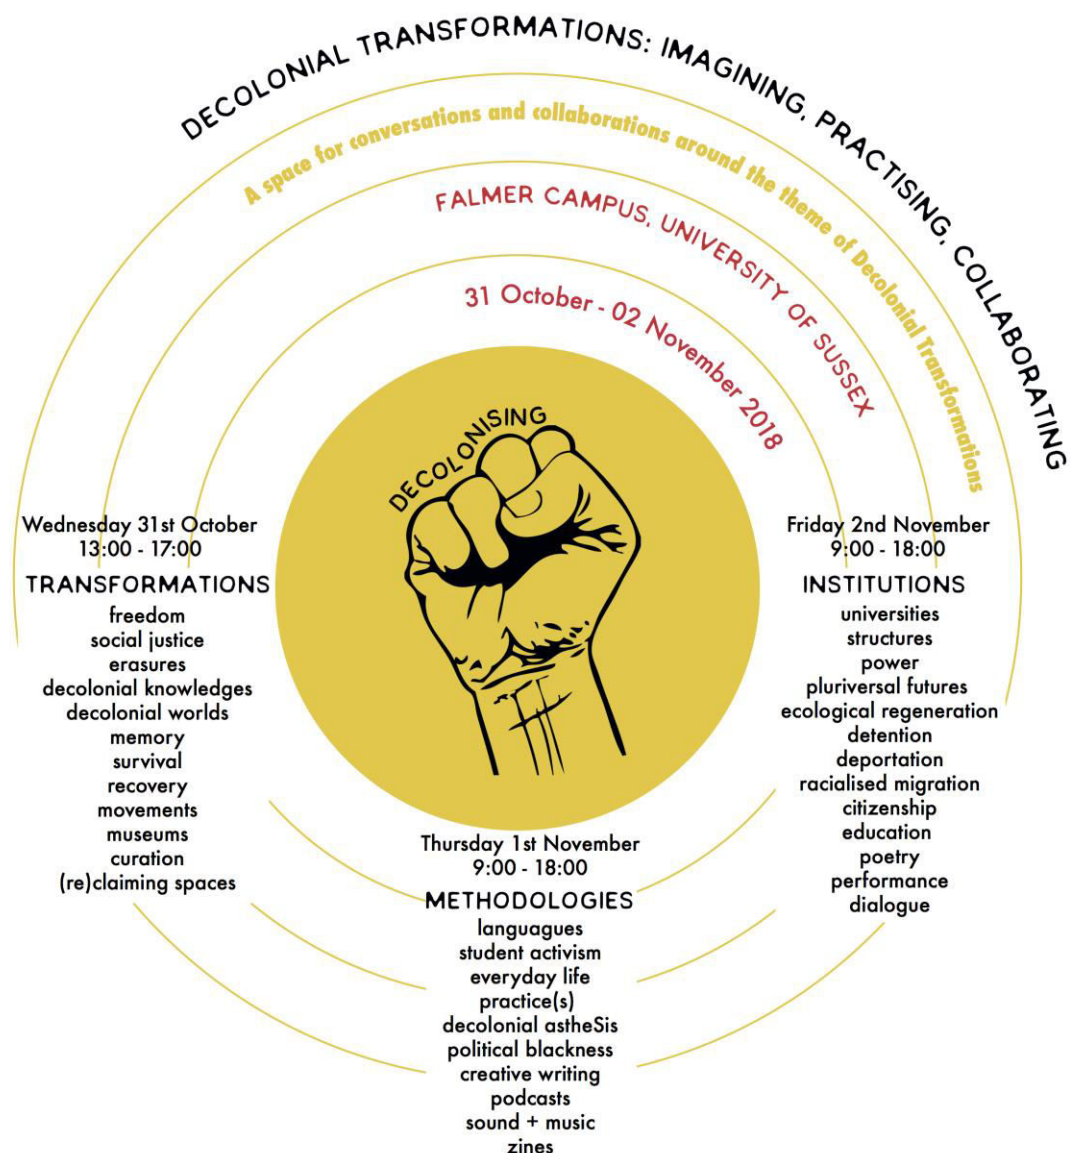 DECOLONIAL TRANSFORMATIONS: IMAGINING, PRACTISING, COLLABORATING
A space for conversations and collaborations around the theme of Decolonial Transformations
FALMER CAMPUS, UNIVERSITY OF SUSSEX
31 October - 02 November 2018
DECOLONISING
Wednesday 31st October
13:00 - 17:00
TRANSFORMATIONS
freedom
social justice
erasures
decolonial knowledges
decolonial worlds
memory
survival
recovery
movements
museums
curation
(re)claiming spaces
Thursday 1st November
9:00 - 18:00
METHODOLOGIES
languagues
student activism
everyday life
practice(s)
decolonial astheSis
political blackness
creative writing
podcasts
sound + music
zines
Friday 2nd November
9:00 - 18:00
INSTITUTIONS
universities
structures
power
pluriversal futures
ecological regeneration
detention
deportation
racialised migration
citizenship
education
poetry
performance
dialogue